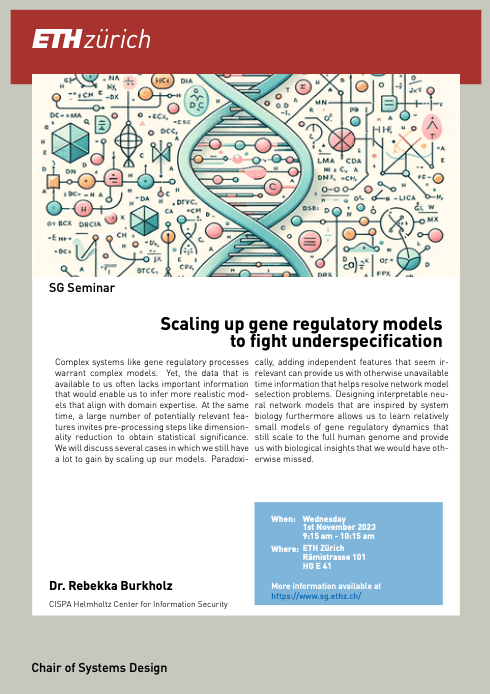 ETH zürich
SG Seminar
Scaling up gene regulatory models
to fight underspecification
Complex systems like gene regulatory processes
warrant complex models. Yet, the data that is
available to us often lacks important information
that would enable us to infer more realistic mod-
els that align with domain expertise. At the same
time, a large number of potentially relevant fea-
tures invites pre-processing steps like dimension-
ality reduction to obtain statistical significance.
We will discuss several cases in which we still have
a lot to gain by scaling up our models. Paradoxi-
cally, adding independent features that seem ir-
relevant can provide us with otherwise unavailable
time information that helps resolve network model
selection problems. Designing interpretable neu-
ral network models that are inspired by system
biology furthermore allows us to learn relatively
small models of gene regulatory dynamics that
still scale to the full human genome and provide
us with biological insights that we would have oth-
erwise missed.
When: Wednesday
1st November 2023
9:15 am - 10:15 am
Where: ETH Zürich
Rämistrasse 101
HG E 41
More information available at
https://www.sg.ethz.ch/
Dr. Rebekka Burkholz
CISPA Helmholtz Center for Information Security
Chair of Systems Design